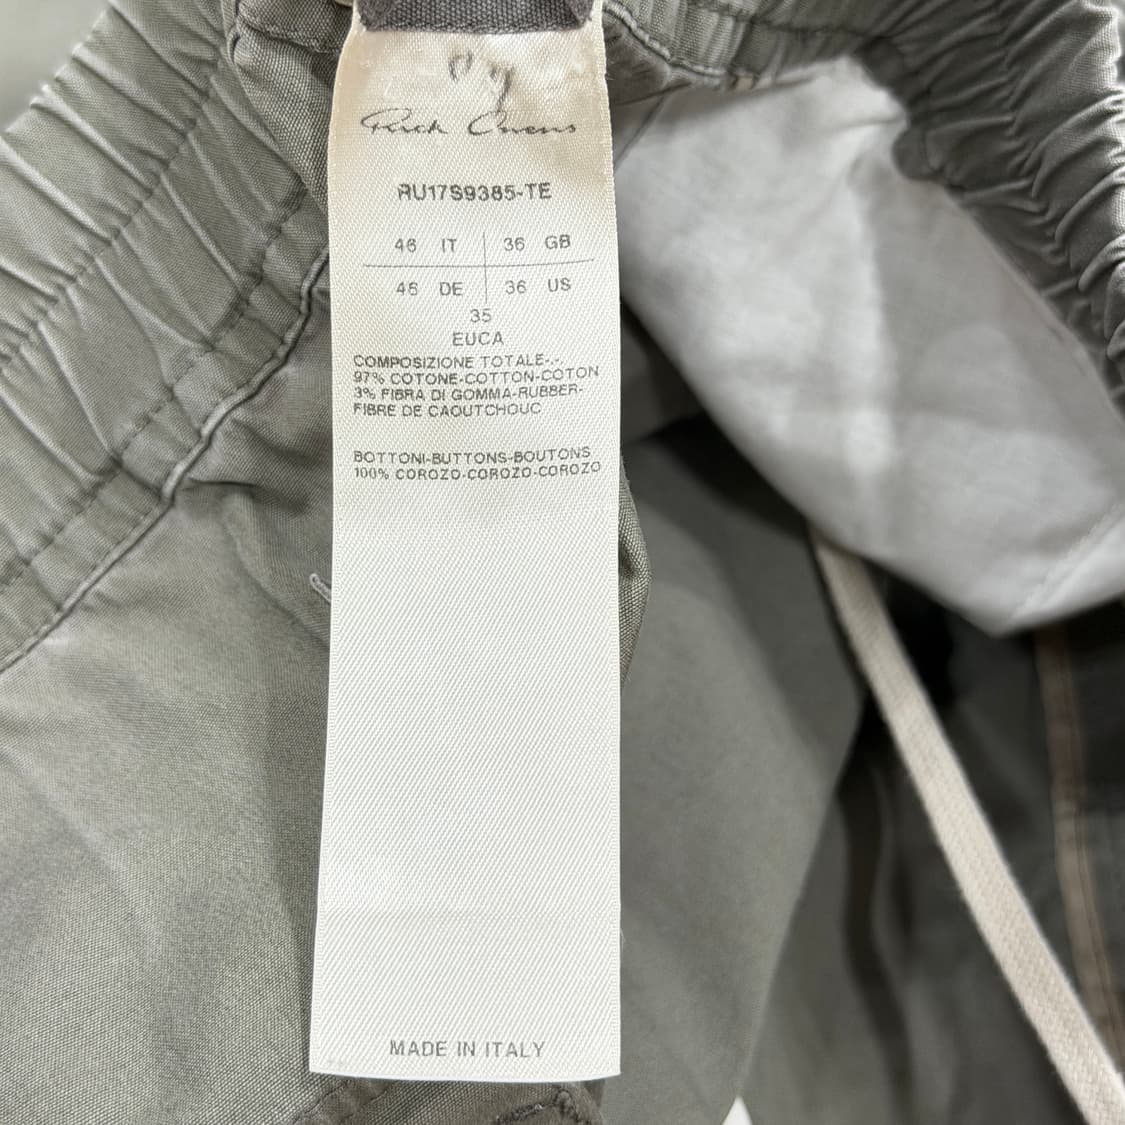 Rick Owens
RU17S9385-TE
46 IT 36 GB
46 DE 36 US
35
EUCA
COMPOSIZIONE TOTALE-.-
97% COTONE-COTTON-COTON
3% FIBRA DI GOMMA-RUBBER-
FIBRE DE CAOUTCHOUC
BOTTONI-BUTTONS-BOUTONS
100% COROZO-COROZO-COROZO
MADE IN ITALY